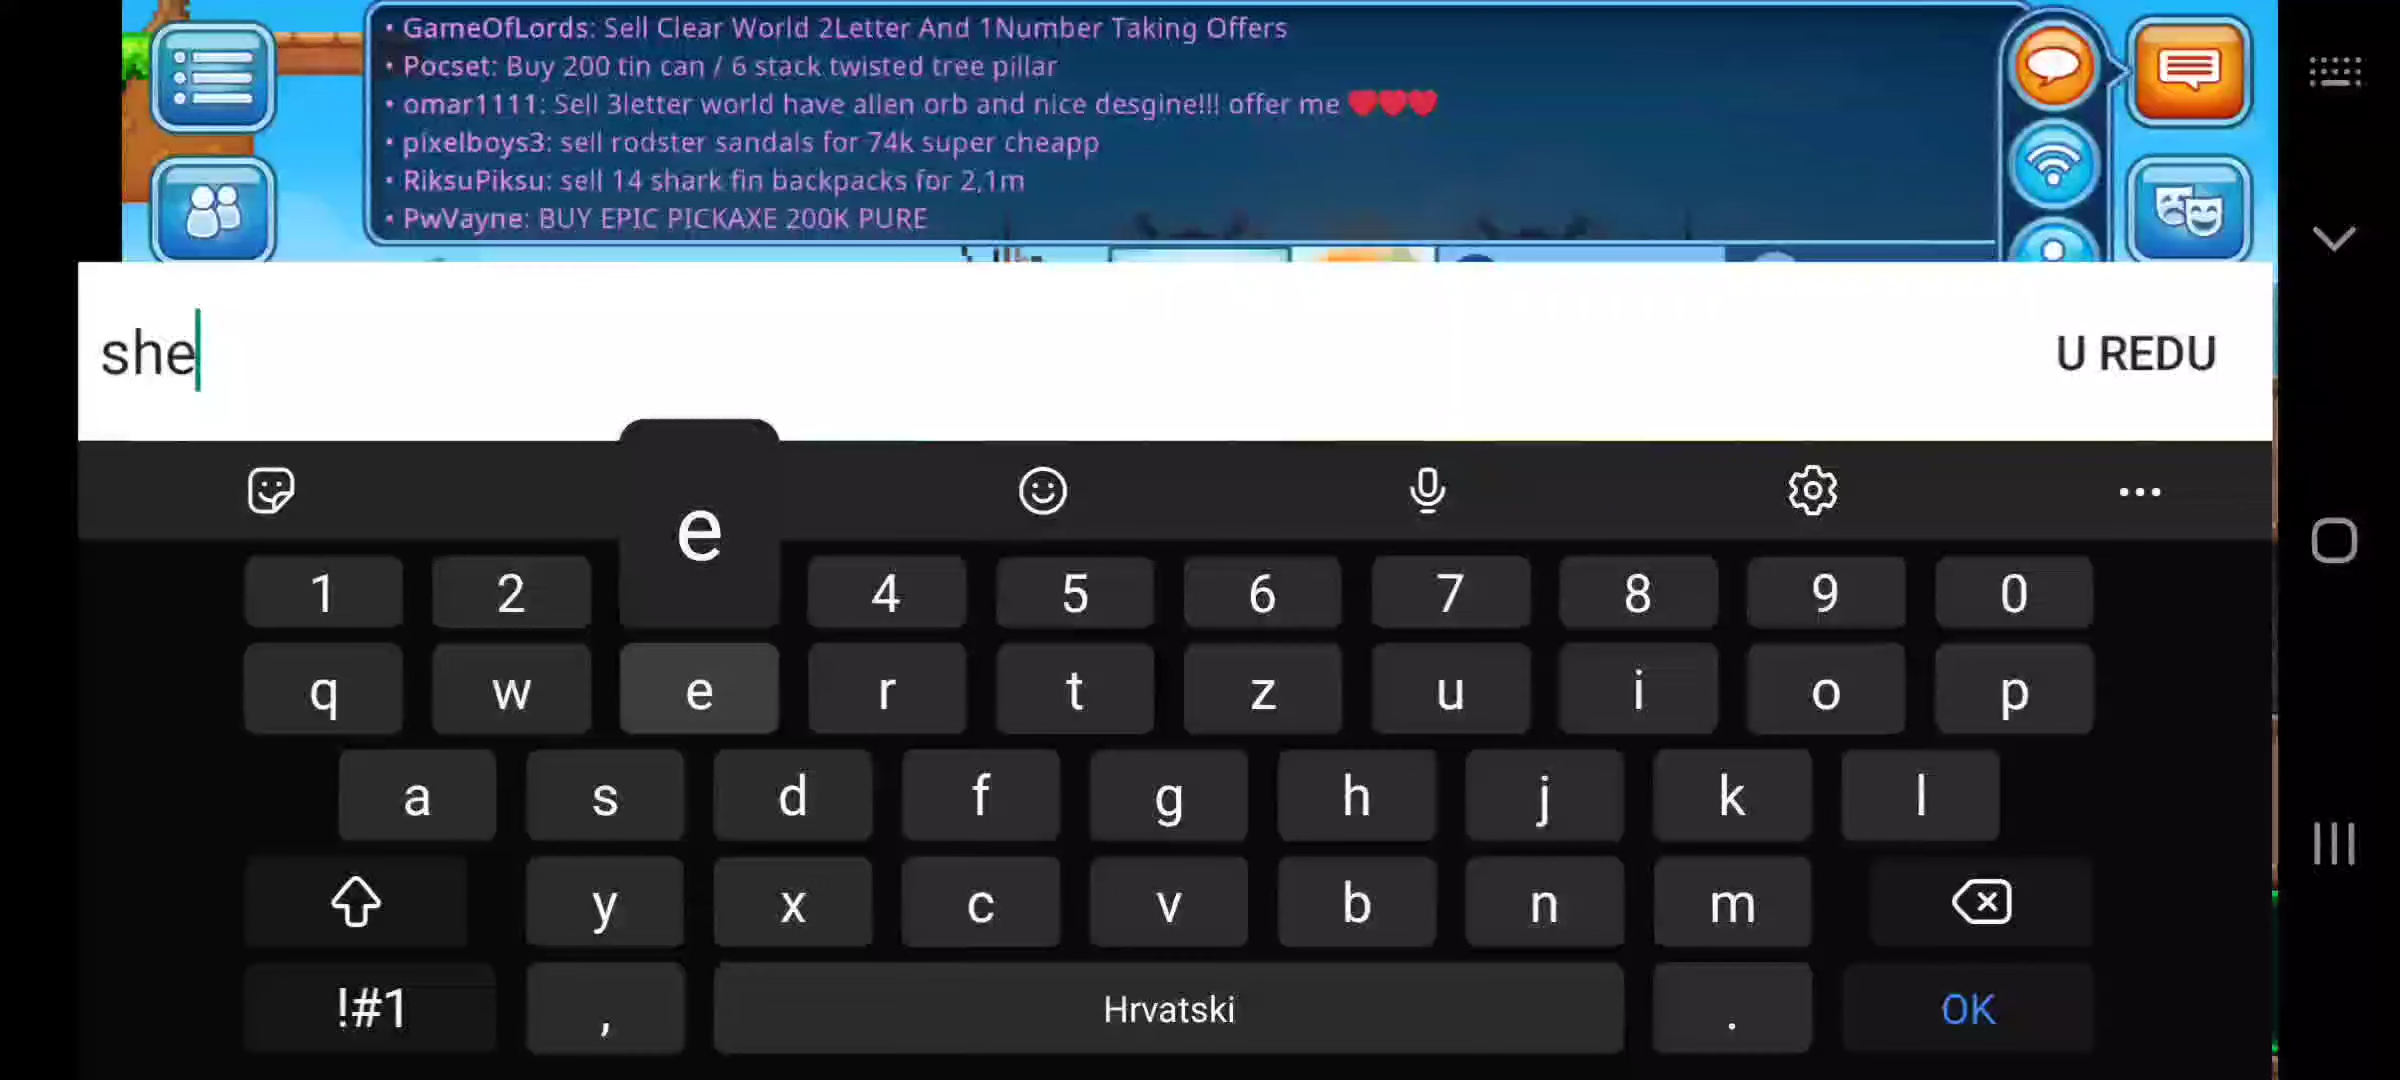 • GameOfLords: Sell Clear World 2Letter And 1Number Taking Offers
• Pocset: Buy 200 tin can / 6 stack twisted tree pillar
• omar1111: Sell 3letter world have alien orb and nice desgine!!! offer me ❤❤❤
• pixelboys3: sell rodster sandals for 74k super cheapp
• RiksuPiksu: sell 14 shark fin backpacks for 2,1m
• PwVayne: BUY EPIC PICKAXE 200K PURE
she U REDU
e
1 2 4 5 6 7 8 9 0
q w e r t z u i o p
a s d f g h j k l
y x c v b n m
!#1 , Hrvatski . OK